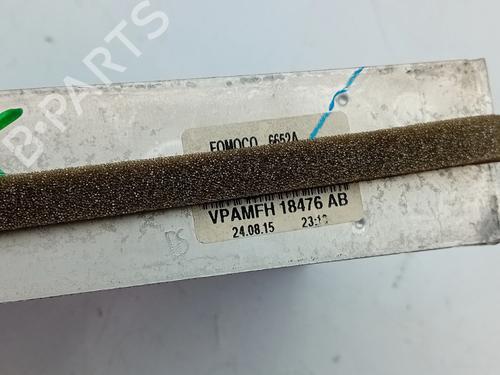 B-PARTS
FOMOCO 6652A
VPAMFH 18476 AB
24.08.15